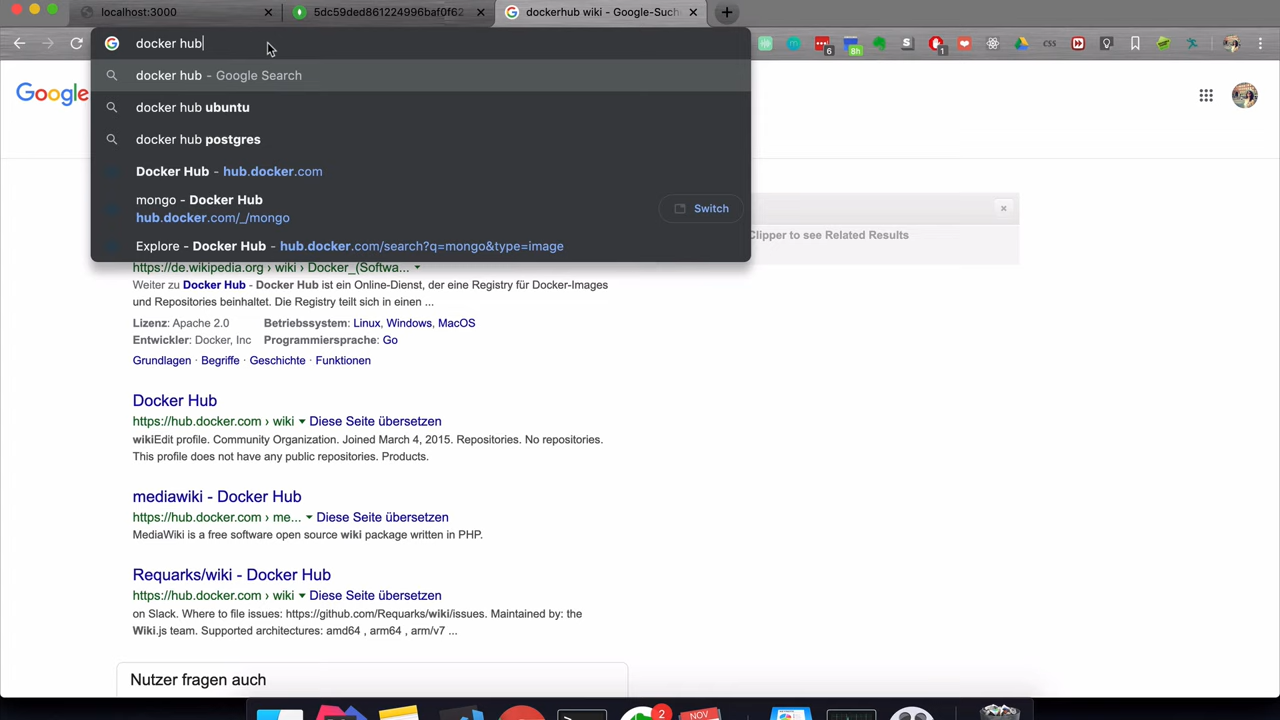 localhost:3000
5dc59ded861224996baf0f62
dockerhub wiki - Google-Such
docker hub
6
8h
1
css
docker hub - Google Search
Google
docker hub ubuntu
docker hub postgres
Docker Hub - hub.docker.com
mongo - Docker Hub
hub.docker.com/_/mongo
Switch
Explore - Docker Hub - hub.docker.com/search?q=mongo&type=image
Clipper to see Related Results
https://de.wikipedia.org › wiki › Docker_(Softwa...
Weiter zu Docker Hub - Docker Hub ist ein Online-Dienst, der eine Registry für Docker-Images
und Repositories beinhaltet. Die Registry teilt sich in einen ...
Lizenz: Apache 2.0 Betriebssystem: Linux, Windows, MacOS
Entwickler: Docker, Inc Programmiersprache: Go
Grundlagen · Begriffe · Geschichte · Funktionen
Docker Hub
https://hub.docker.com › wiki Diese Seite übersetzen
wikiEdit profile. Community Organization. Joined March 4, 2015. Repositories. No repositories.
This profile does not have any public repositories. Products.
mediawiki - Docker Hub
https://hub.docker.com › me... Diese Seite übersetzen
MediaWiki is a free software open source wiki package written in PHP.
Requarks/wiki - Docker Hub
https://hub.docker.com › wiki Diese Seite übersetzen
on Slack. Where to file issues: https://github.com/Requarks/wiki/issues. Maintained by: the
Wiki.js team. Supported architectures: amd64 , arm64 , arm/v7 ...
Nutzer fragen auch
2
NOV